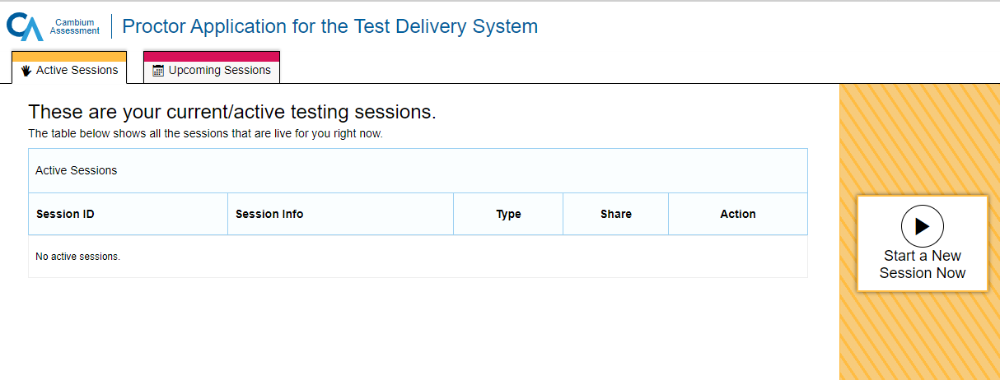 CA Cambium
Assessment
Proctor Application for the Test Delivery System
Active Sessions
Upcoming Sessions
These are your current/active testing sessions.
The table below shows all the sessions that are live for you right now.
Active Sessions
Session ID Session Info Type Share Action
No active sessions.
Start a New
Session Now